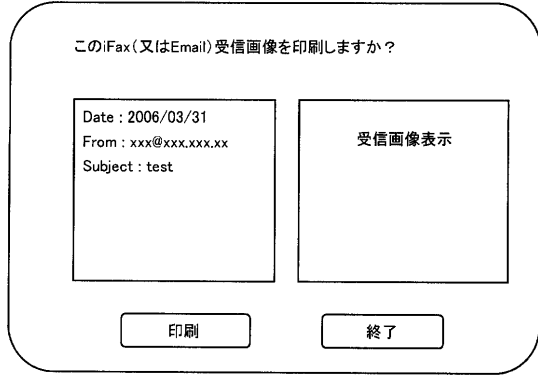 このiFax(又はEmail)受信画像を印刷しますか？
Date : 2006/03/31
From : xxx@xxx.xxx.xx
Subject : test
受信画像表示
印刷
終了